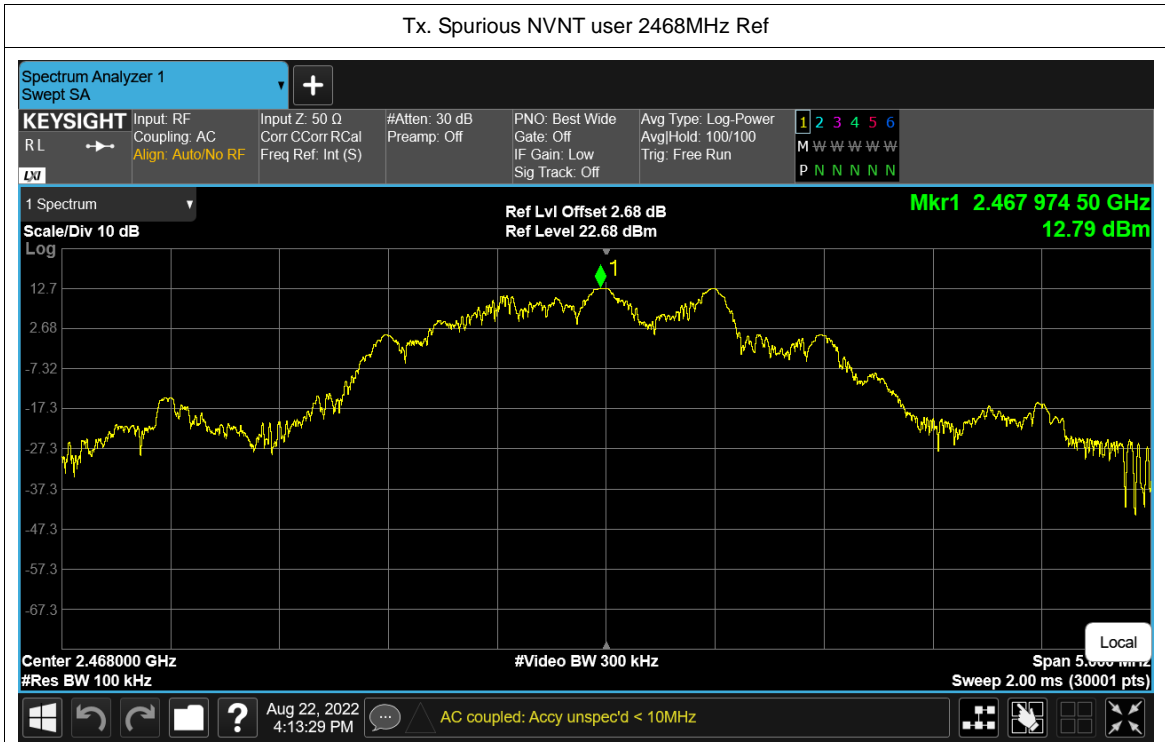 Tx. Spurious NVNT user 2468MHz Ref
Spectrum Analyzer 1
Swept SA
+
KEYSIGHT
RL
LXI
Input: RF
Coupling: AC
Align: Auto/No RF
Input Z: 50 Ω
Corr CCorr RCal
Freq Ref: Int (S)
#Atten: 30 dB
Preamp: Off
PNO: Best Wide
Gate: Off
IF Gain: Low
Sig Track: Off
Avg Type: Log-Power
Avg|Hold: 100/100
Trig: Free Run
1 2 3 4 5 6
M W W W W W
P N N N N N
1 Spectrum
Scale/Div 10 dB
Log
Ref Lvl Offset 2.68 dB
Ref Level 22.68 dBm
Mkr1 2.467 974 50 GHz
12.79 dBm
1
12.7
2.68
-7.32
-17.3
-27.3
-37.3
-47.3
-57.3
-67.3
Local
Center 2.468000 GHz
#Video BW 300 kHz
Span 5.000 MHz
#Res BW 100 kHz
Sweep 2.00 ms (30001 pts)
?
Aug 22, 2022
4:13:29 PM
AC coupled: Accy unspec'd < 10MHz